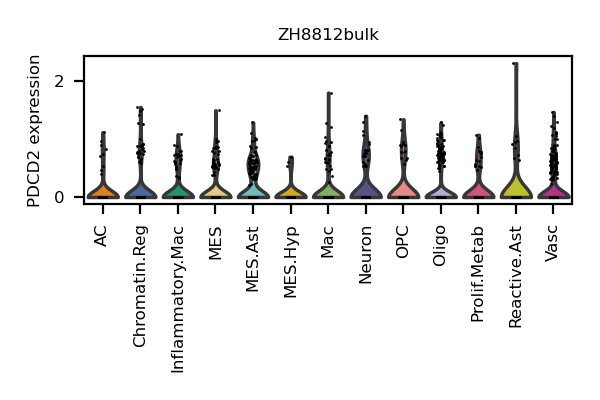 ZH8812bulk
PDCD2 expression
2
0
AC
Chromatin.Reg
Inflammatory.Mac
MES
MES.Ast
MES.Hyp
Mac
Neuron
OPC
Oligo
Prolif.Metab
Reactive.Ast
Vasc